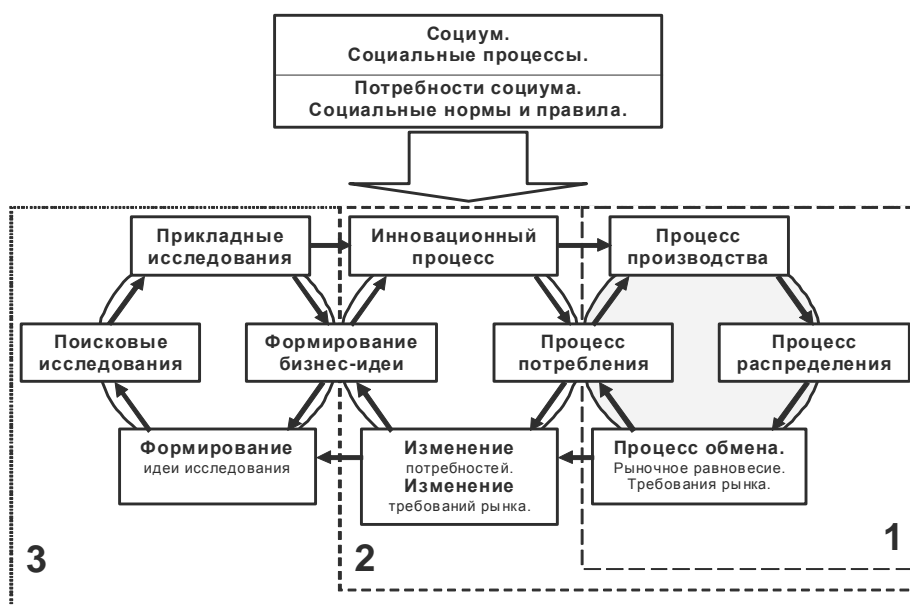 Социум.
Социальные процессы.
Потребности социума.
Социальные нормы и правила.
Прикладные
исследования
Инновационный
процесс
Процесс
производства
Поисковые
исследования
Формирование
бизнес-идеи
Процесс
потребления
Процесс
распределения
Формирование
идеи исследования
Изменение
потребностей.
Изменение
требований рынка.
Процесс обмена.
Рыночное равновесие.
Требования рынка.
3
2
1